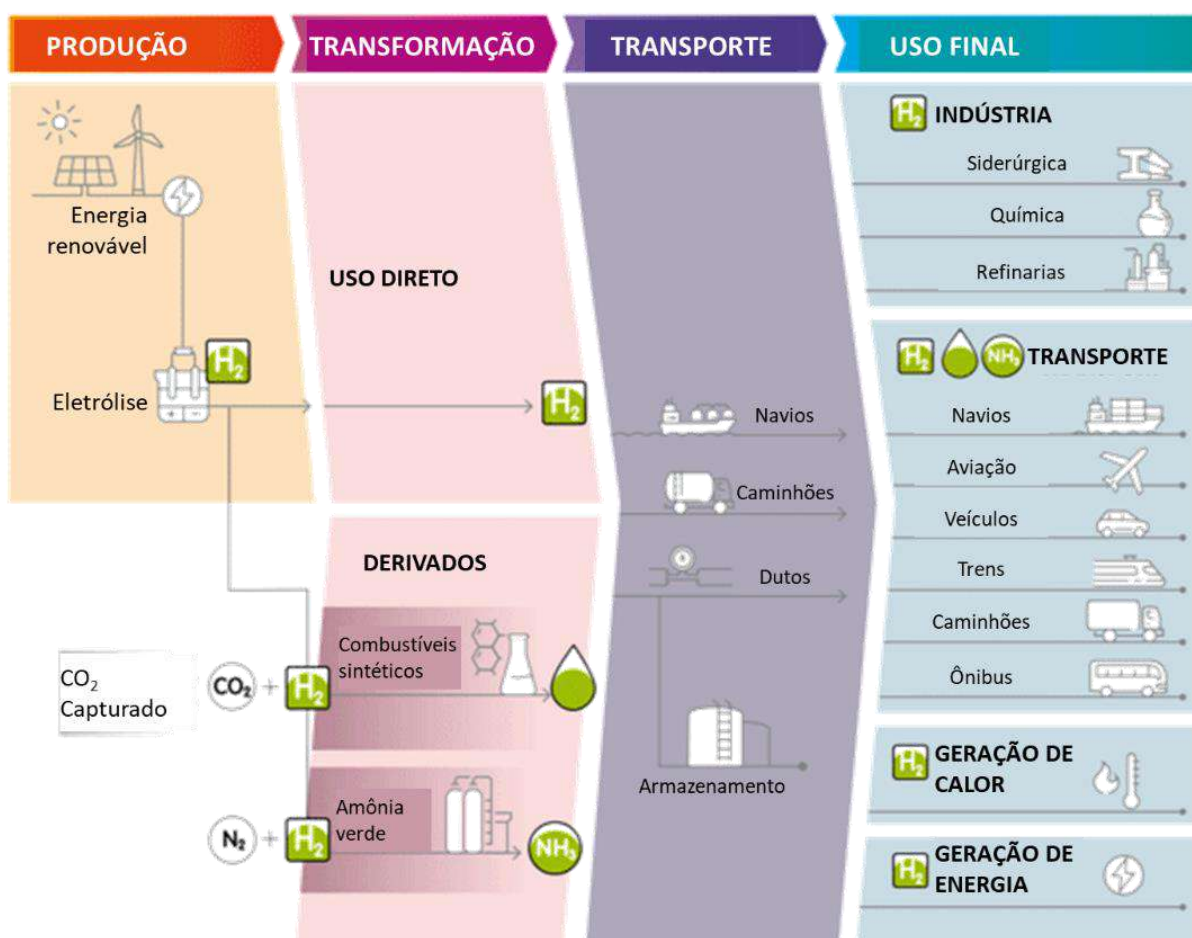 PRODUÇÃO
TRANSFORMAÇÃO
TRANSPORTE
USO FINAL
Energia
renovável
Eletrólise
H2
USO DIRETO
H2
DERIVADOS
CO2
Capturado
CO2 + H2
Combustíveis
sintéticos
N2 + H2
Amônia
verde
NH3
Navios
Caminhões
Dutos
Armazenamento
H2 INDÚSTRIA
Siderúrgica
Química
Refinarias
H2 NH3 TRANSPORTE
Navios
Aviação
Veículos
Trens
Caminhões
Ônibus
H2 GERAÇÃO DE
CALOR
H2 GERAÇÃO DE
ENERGIA